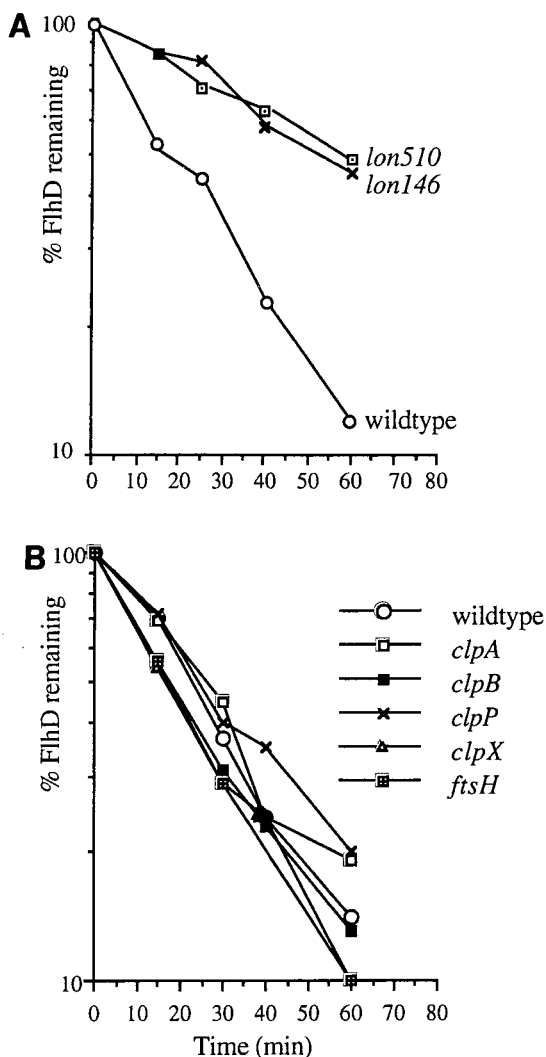 A
% FlhD remaining
100
10
lon510
lon146
wildtype
0 10 20 30 40 50 60 70 80
B
% FlhD remaining
100
10
wildtype
clpA
clpB
clpP
clpX
ftsH
0 10 20 30 40 50 60 70 80
Time (min)